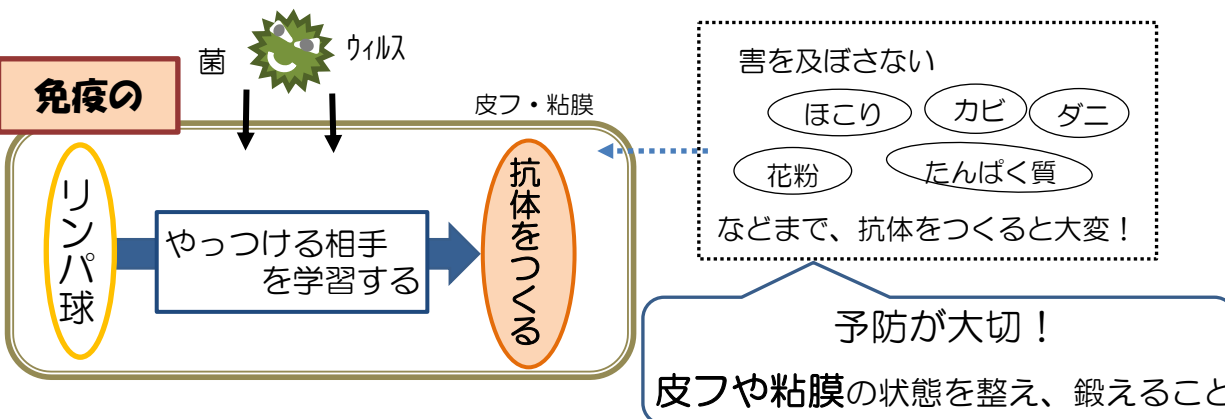 免疫の
菌
ウィルス
皮フ・粘膜
リンパ球
やっつける相手
を学習する
抗体をつくる
害を及ぼさない
ほこり
カビ
ダニ
花粉
たんぱく質
などまで、抗体をつくると大変！
予防が大切！
皮フや粘膜の状態を整え、鍛えること